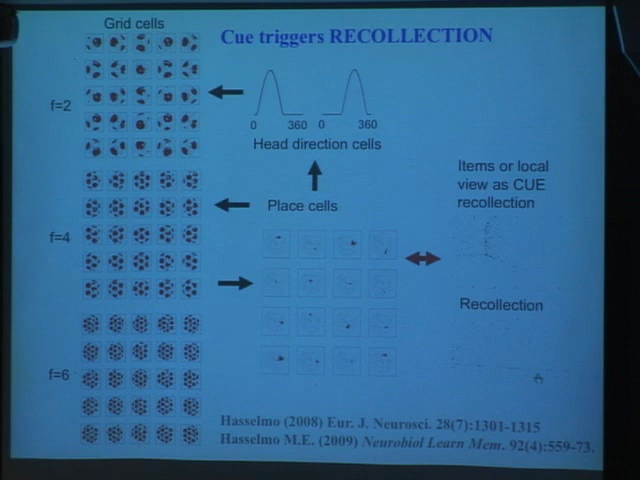 Grid cells
Cue triggers RECOLLECTION
f=2
0 360 0 360
Head direction cells
Items or local
view as CUE
recollection
Place cells
f=4
Recollection
f=6
Hasselmo (2008) Eur. J. Neurosci. 28(7):1301-1315
Hasselmo M.E. (2009) Neurobiol Learn Mem. 92(4):559-73.